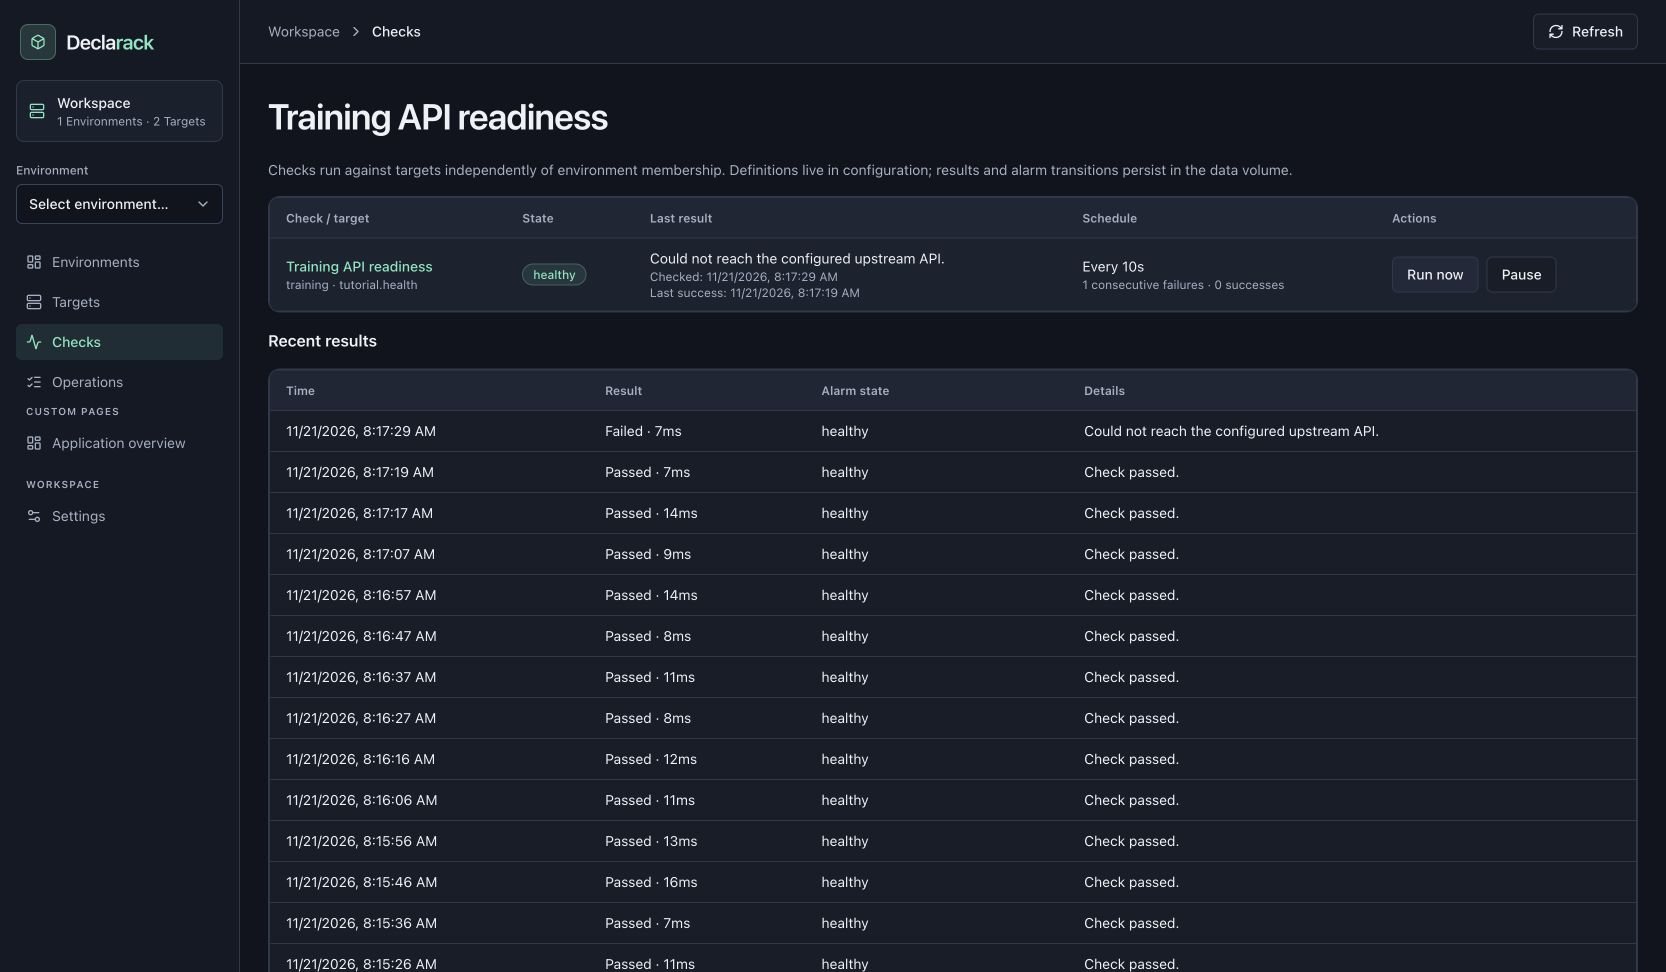 Declarack
Workspace
1 Environments · 2 Targets
Environment
Select environment...
Environments
Targets
Checks
Operations
CUSTOM PAGES
Application overview
WORKSPACE
Settings
Workspace > Checks
Refresh
Training API readiness
Checks run against targets independently of environment membership. Definitions live in configuration; results and alarm transitions persist in the data volume.
Check / target State Last result Schedule Actions
Training API readiness
training · tutorial.health
healthy
Could not reach the configured upstream API.
Checked: 11/21/2026, 8:17:29 AM
Last success: 11/21/2026, 8:17:19 AM
Every 10s
1 consecutive failures · 0 successes
Run now Pause
Recent results
Time Result Alarm state Details
11/21/2026, 8:17:29 AM Failed · 7ms healthy Could not reach the configured upstream API.
11/21/2026, 8:17:19 AM Passed · 7ms healthy Check passed.
11/21/2026, 8:17:17 AM Passed · 14ms healthy Check passed.
11/21/2026, 8:17:07 AM Passed · 9ms healthy Check passed.
11/21/2026, 8:16:57 AM Passed · 14ms healthy Check passed.
11/21/2026, 8:16:47 AM Passed · 8ms healthy Check passed.
11/21/2026, 8:16:37 AM Passed · 11ms healthy Check passed.
11/21/2026, 8:16:27 AM Passed · 8ms healthy Check passed.
11/21/2026, 8:16:16 AM Passed · 12ms healthy Check passed.
11/21/2026, 8:16:06 AM Passed · 11ms healthy Check passed.
11/21/2026, 8:15:56 AM Passed · 13ms healthy Check passed.
11/21/2026, 8:15:46 AM Passed · 16ms healthy Check passed.
11/21/2026, 8:15:36 AM Passed · 7ms healthy Check passed.
11/21/2026, 8:15:26 AM Passed · 11ms healthy Check passed.